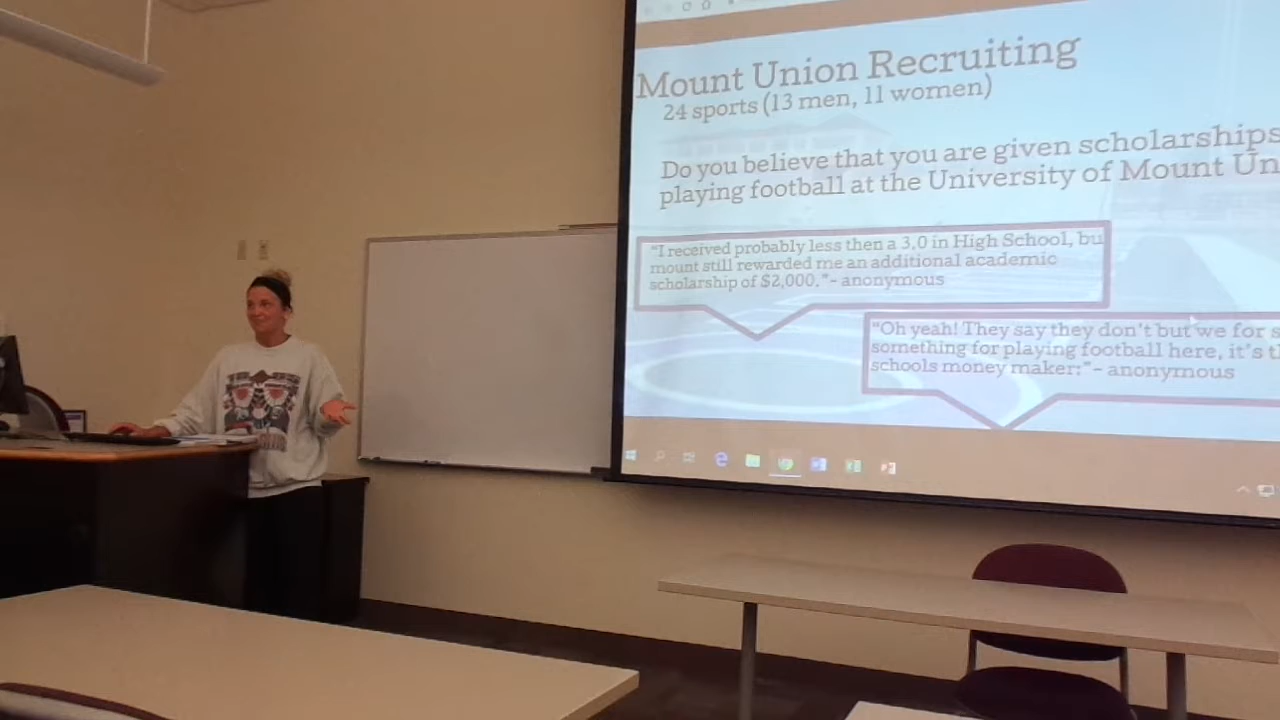 Mount Union Recruiting
24 sports (13 men, 11 women)
Do you believe that you are given scholarships
playing football at the University of Mount Un
"I received probably less then a 3.0 in High School, bu
mount still rewarded me an additional academic
scholarship of $2,000."- anonymous
"Oh yeah! They say they don't but we for s
something for playing football here, it's th
schools money maker:"- anonymous